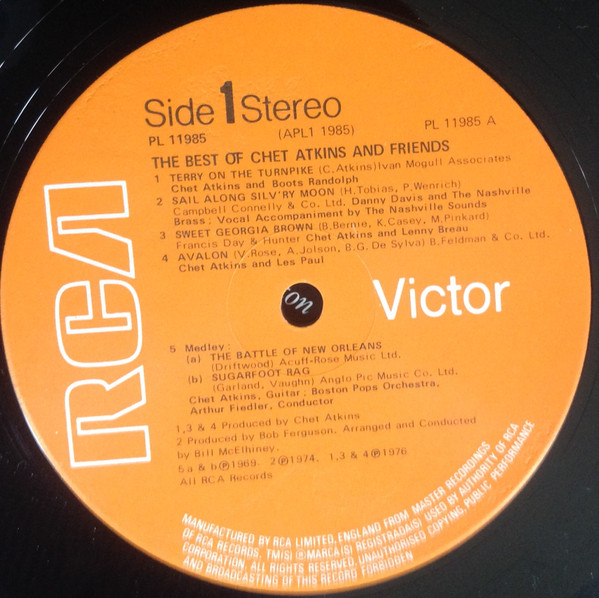 Side 1 Stereo
PL 11985
(APL1 1985)
PL 11985 A
THE BEST OF CHET ATKINS AND FRIENDS
1 TERRY ON THE TURNPIKE (C.Atkins)Ivan Mogull Associates
Chet Atkins and Boots Randolph
2 SAIL ALONG SILV'RY MOON (H.Tobias, P.Wenrich)
Campbell Connelly & Co. Ltd. Danny Davis and The Nashville
Brass : Vocal Accompaniment by The Nashville Sounds
3 SWEET GEORGIA BROWN (B.Bernie, K.Casey, M.Pinkard)
Francis Day & Hunter Chet Atkins and Lenny Breau
4 AVALON (V.Rose, A.Jolson, B.G. De Sylva) B.Feldman & Co. Ltd.
Chet Atkins and Les Paul
on
RCA
Victor
5 Medley :
(a) THE BATTLE OF NEW ORLEANS
(Driftwood) Acuff-Rose Music Ltd.
(b) SUGARFOOT RAG
(Garland, Vaughn) Anglo Pic Music Co. Ltd.
Chet Atkins, Guitar ; Boston Pops Orchestra,
Arthur Fiedler, Conductor
1,3 & 4 Produced by Chet Atkins
2 Produced by Bob Ferguson. Arranged and Conducted
by Bill McElhiney.
5 a & b ℗ 1969. 2 ℗ 1974, 1,3 & 4 ℗ 1976
All RCA Records
MANUFACTURED BY RCA LIMITED, ENGLAND FROM MASTER RECORDINGS
OF RCA RECORDS, TM(S) ® MARCA(S) REGISTRADA(S) USED BY AUTHORITY OF RCA
CORPORATION. ALL RIGHTS RESERVED. UNAUTHORISED COPYING, PUBLIC PERFORMANCE
AND BROADCASTING OF THIS RECORD FORBIDDEN